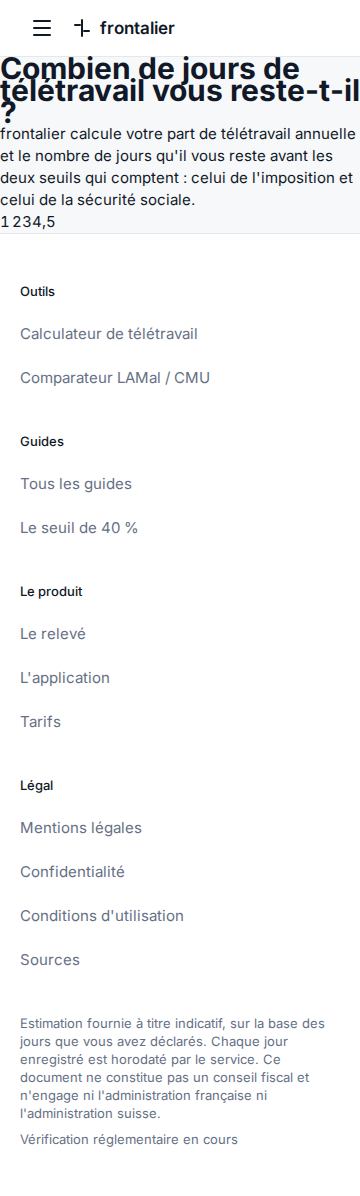 frontalier
Combien de jours de
télétravail vous reste-t-il
?
frontalier calcule votre part de télétravail annuelle
et le nombre de jours qu'il vous reste avant les
deux seuils qui comptent : celui de l'imposition et
celui de la sécurité sociale.
1 234,5
Outils
Calculateur de télétravail
Comparateur LAMal / CMU
Guides
Tous les guides
Le seuil de 40 %
Le produit
Le relevé
L'application
Tarifs
Légal
Mentions légales
Confidentialité
Conditions d'utilisation
Sources
Estimation fournie à titre indicatif, sur la base des
jours que vous avez déclarés. Chaque jour
enregistré est horodaté par le service. Ce
document ne constitue pas un conseil fiscal et
n'engage ni l'administration française ni
l'administration suisse.
Vérification réglementaire en cours